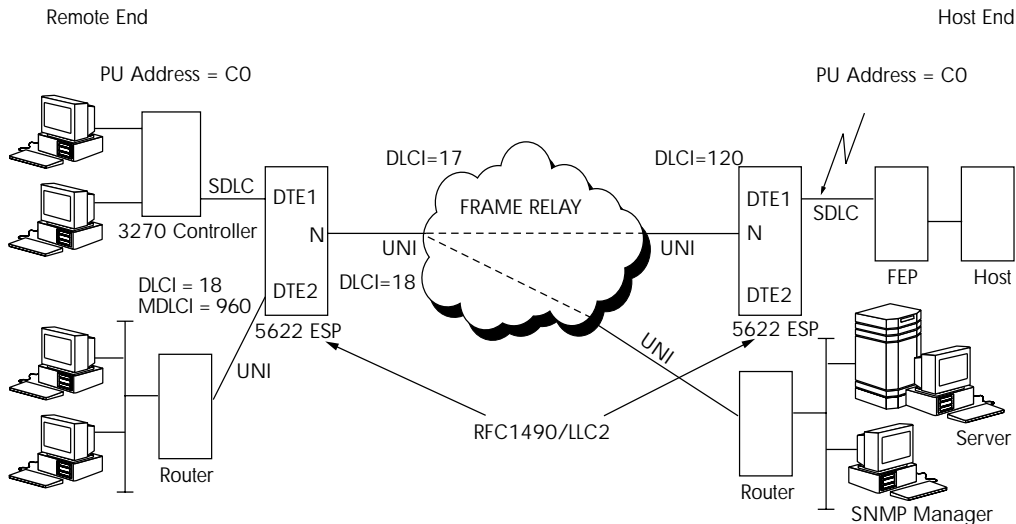 Remote End
Host End
PU Address = C0
PU Address = C0
DLCI=17
DLCI=120
SDLC
DTE1
DTE1
FRAME RELAY
SDLC
3270 Controller
N
UNI
UNI
N
FEP
Host
DLCI = 18
MDLCI = 960
DLCI=18
DTE2
DTE2
5622 ESP
5622 ESP
UNI
UNI
RFC1490/LLC2
Server
Router
Router
SNMP Manager